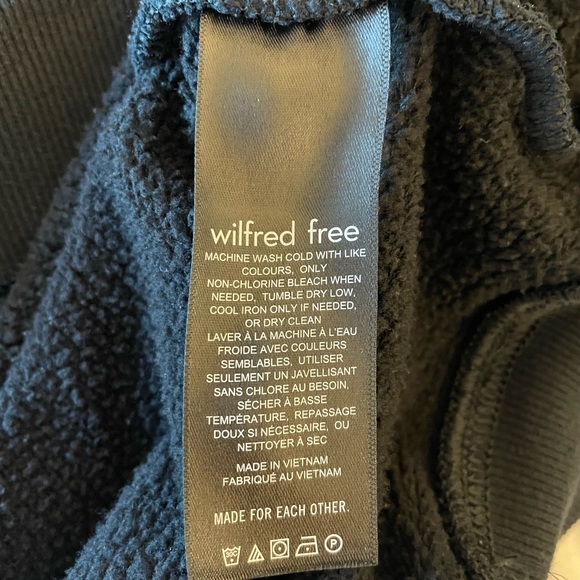 wilfred free
MACHINE WASH COLD WITH LIKE
COLOURS, ONLY
NON-CHLORINE BLEACH WHEN
NEEDED, TUMBLE DRY LOW,
COOL IRON ONLY IF NEEDED,
OR DRY CLEAN
LAVER À LA MACHINE À L'EAU
FROIDE AVEC COULEURS
SEMBLABLES, UTILISER
SEULEMENT UN JAVELLISANT
SANS CHLORE AU BESOIN,
SÉCHER À BASSE
TEMPÉRATURE, REPASSAGE
DOUX SI NÉCESSAIRE, OU
NETTOYER À SEC
MADE IN VIETNAM
FABRIQUÉ AU VIETNAM
MADE FOR EACH OTHER.
30C P